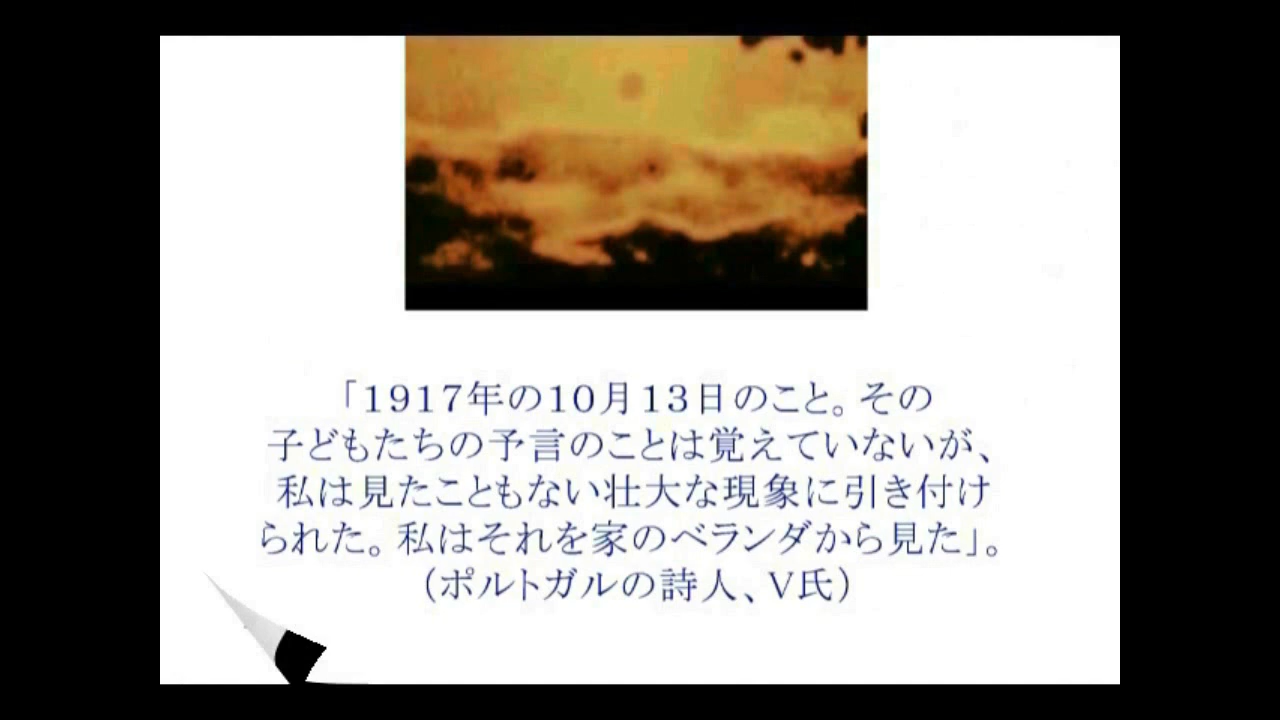 「1917年の10月13日のこと。その
子どもたちの予言のことは覚えていないが、
私は見たこともない壮大な現象に引き付け
られた。私はそれを家のベランダから見た」。
（ポルトガルの詩人、V氏）